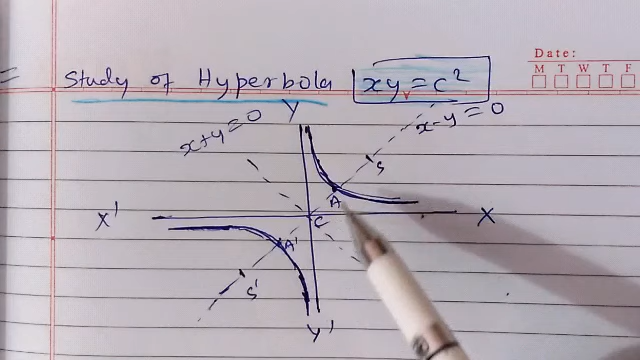 =
Study of Hyperbola xy = c²
Date:
M T W T F
Y
x+y=0
x-y=0
S
A
X' C X
A'
S'
Y'